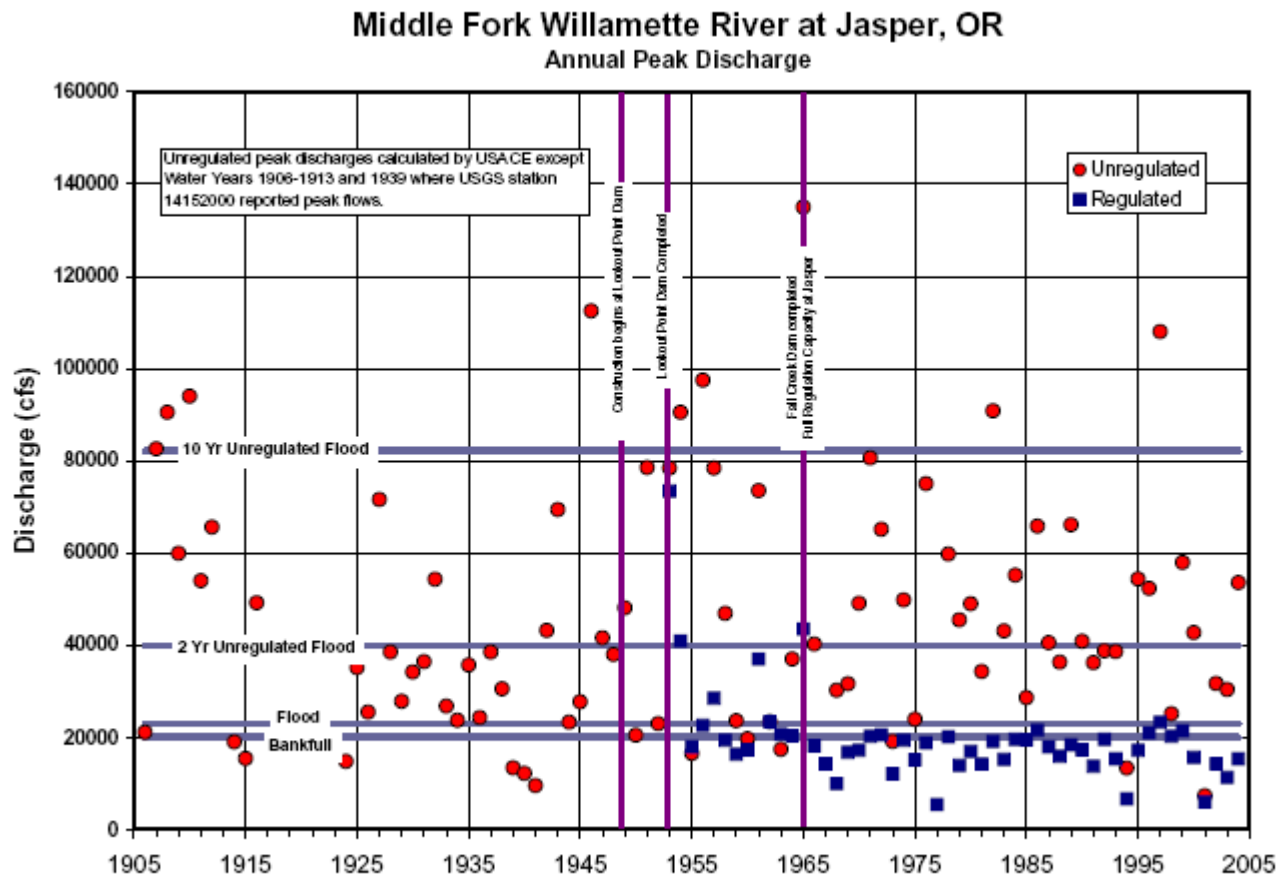 Middle Fork Willamette River at Jasper, OR
Annual Peak Discharge
160000
140000
120000
100000
80000
60000
40000
20000
0
Discharge (cfs)
Unregulated peak discharges calculated by USACE except
Water Years 1906-1913 and 1939 where USGS station
14152000 reported peak flows.
Unregulated
Regulated
Construction begins at Lookout Point Dam
Lookout Point Dam Completed
Fall Creek Dam completed
Full Regulation Capacity at Jasper
10 Yr Unregulated Flood
2 Yr Unregulated Flood
Flood
Bankfull
1905 1915 1925 1935 1945 1955 1965 1975 1985 1995 2005